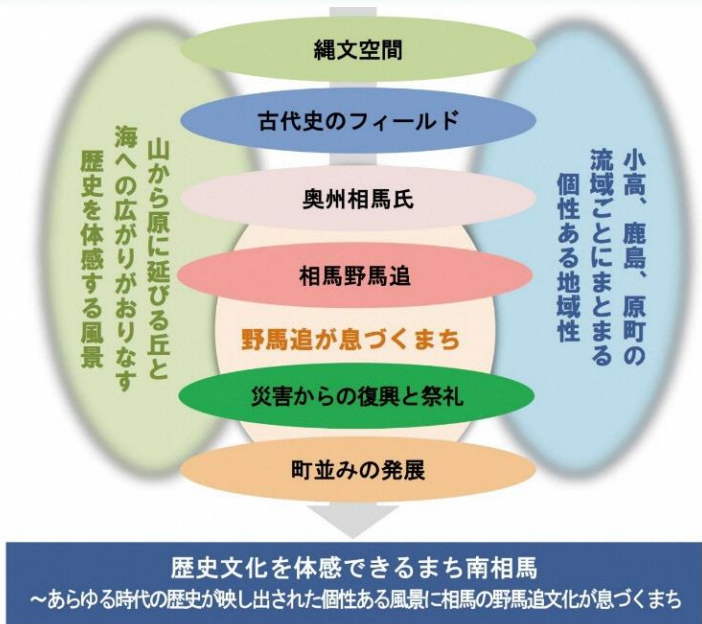 縄文空間
古代史のフィールド
奥州相馬氏
相馬野馬追
野馬追が息づくまち
災害からの復興と祭礼
町並みの発展
山から原に延びる丘と
海への広がりがおりなす
歴史を体感する風景
小高、鹿島、原町の
流域ごとにまとまる
個性ある地域性
歴史文化を体感できるまち南相馬
～あらゆる時代の歴史が映し出された個性ある風景に相馬の野馬追文化が息づくまち